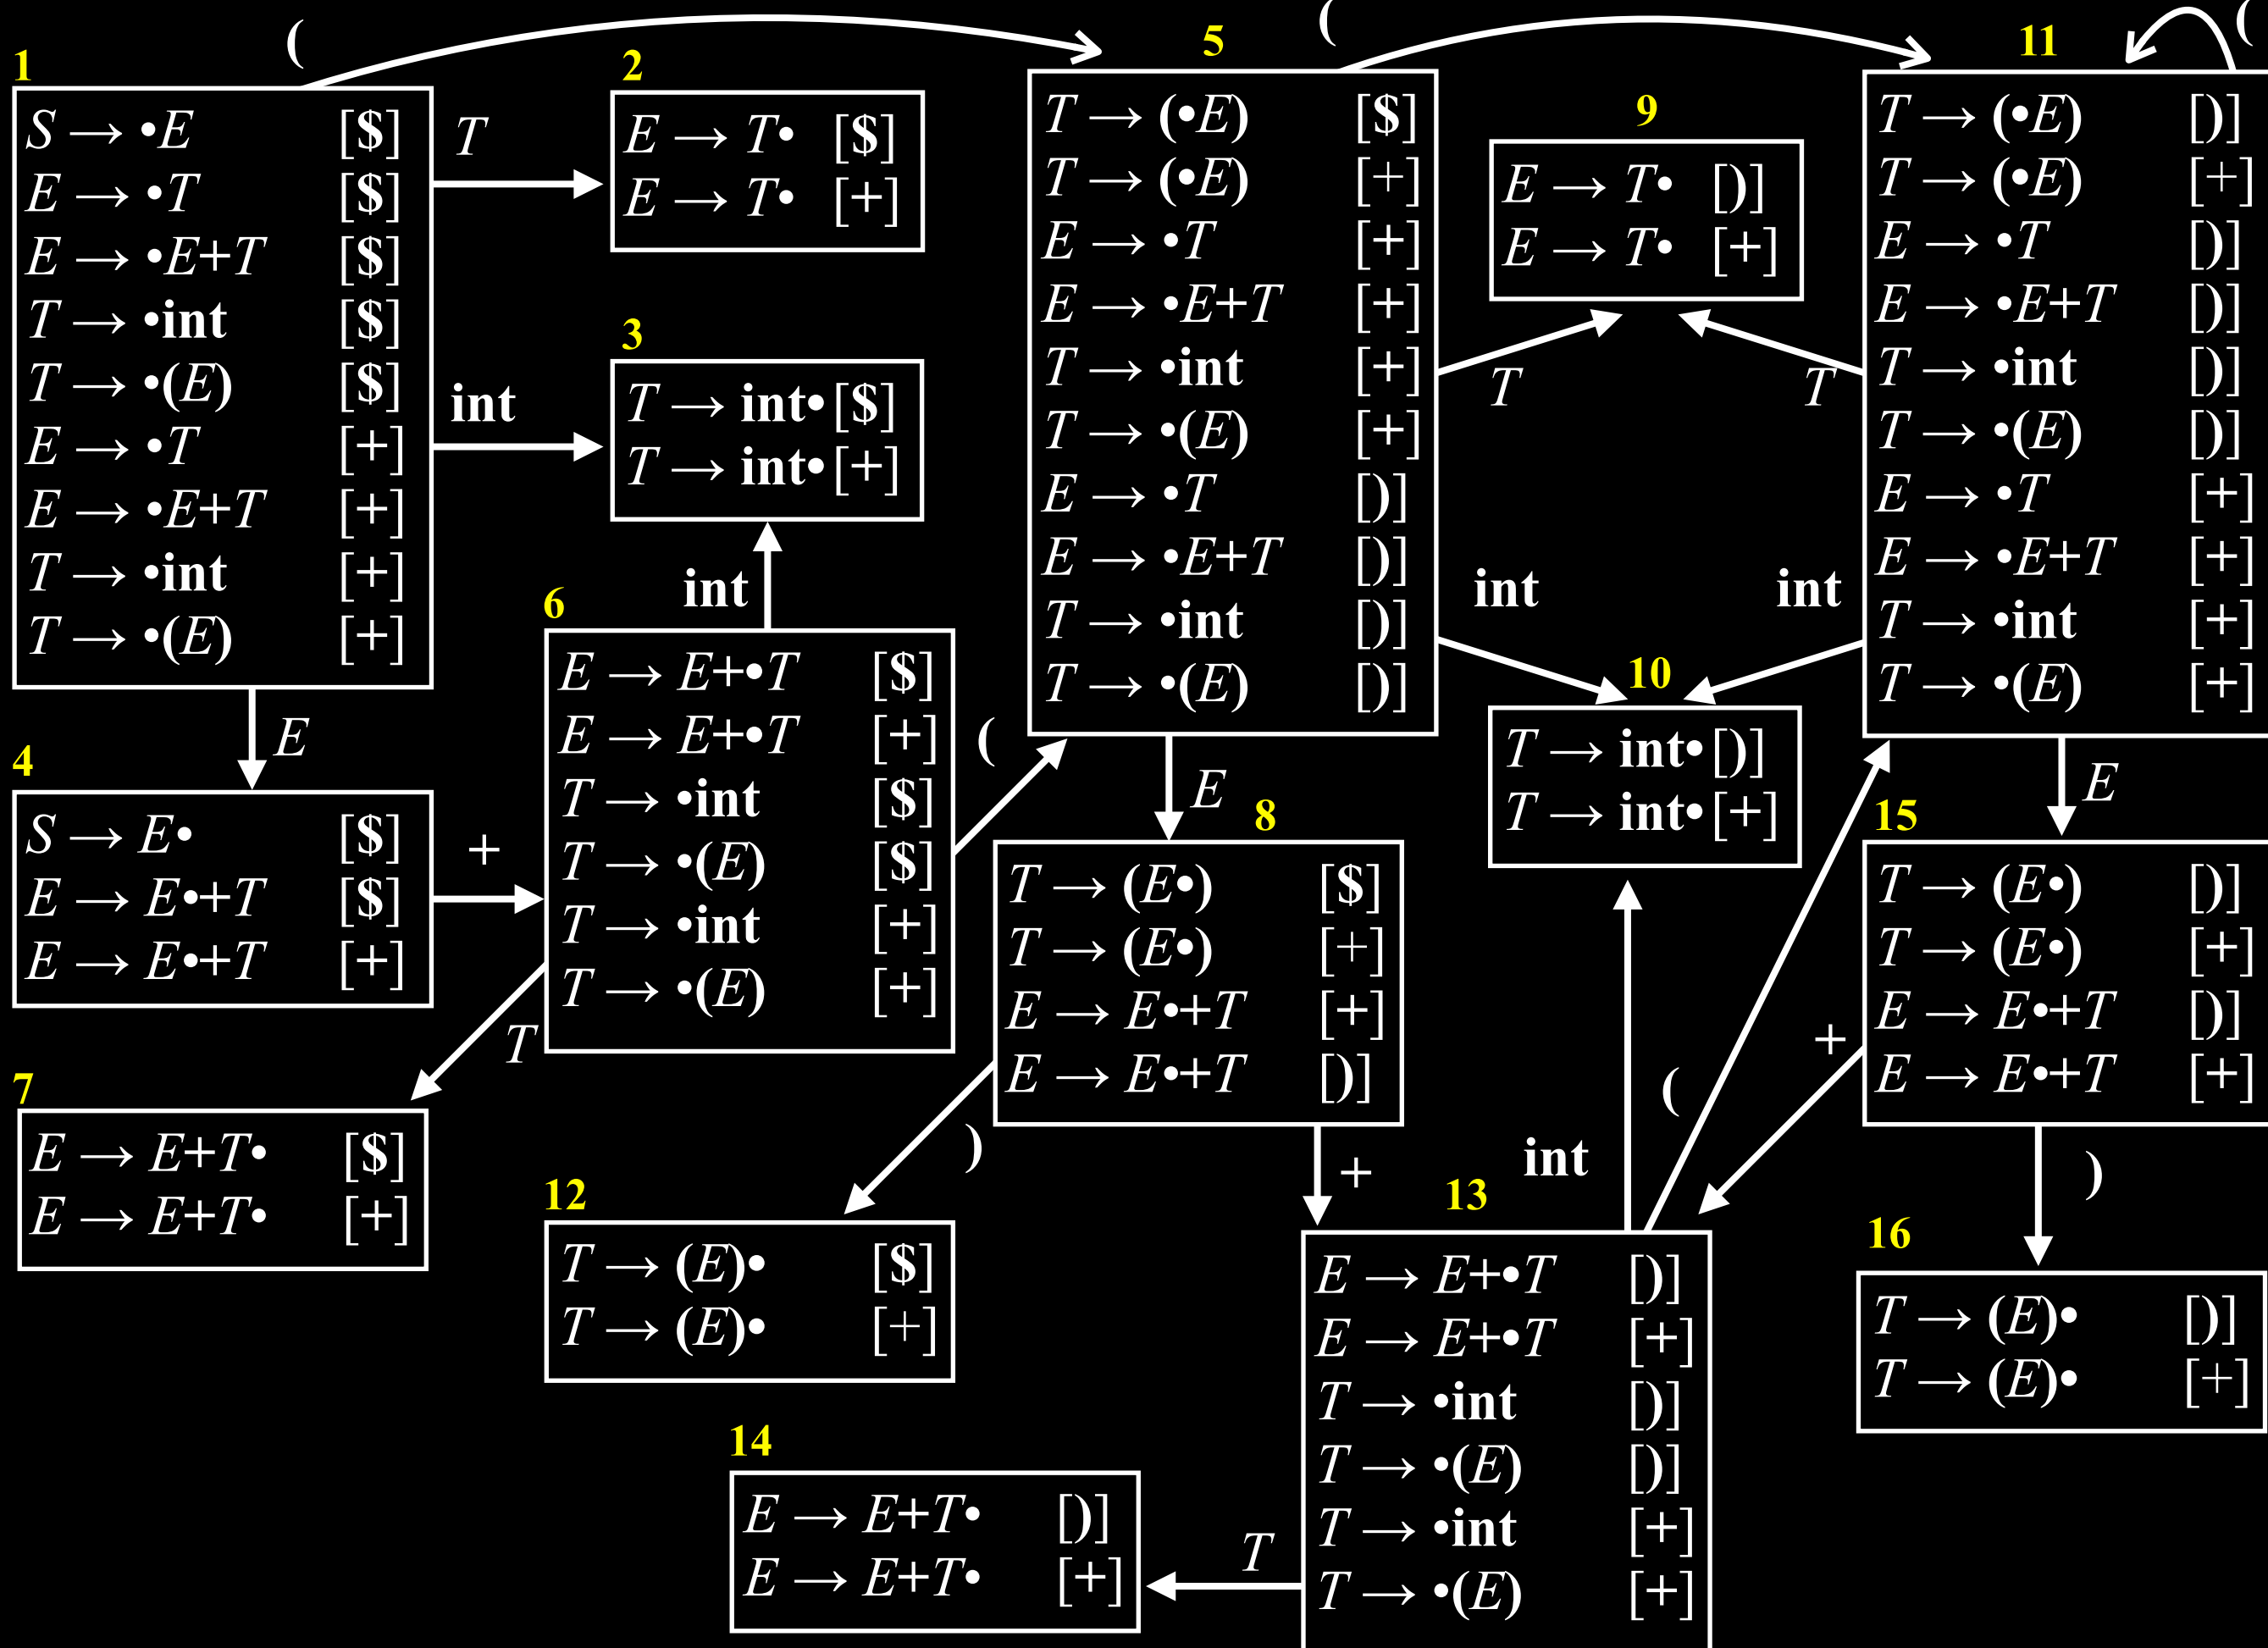 1
S → •E [$]
E → •T [$]
E → •E+T [$]
T → •int [$]
T → •(E) [$]
E → •T [+]
E → •E+T [+]
T → •int [+]
T → •(E) [+]
(
T
int
E
2
E → T• [$]
E → T• [+]
3
T → int• [$]
T → int• [+]
int
4
S → E• [$]
E → E•+T [$]
E → E•+T [+]
+
5
T → (•E) [$]
T → (•E) [+]
E → •T [+]
E → •E+T [+]
T → •int [+]
T → •(E) [+]
E → •T [)]
E → •E+T [)]
T → •int [)]
T → •(E) [)]
(
T
int
E
6
E → E+•T [$]
E → E+•T [+]
T → •int [$]
T → •(E) [$]
T → •int [+]
T → •(E) [+]
(
T
7
E → E+T• [$]
E → E+T• [+]
8
T → (E•) [$]
T → (E•) [+]
E → E•+T [+]
E → E•+T [)]
)
+
9
E → T• [)]
E → T• [+]
10
T → int• [)]
T → int• [+]
11
T → (•E) [)]
T → (•E) [+]
E → •T [)]
E → •E+T [)]
T → •int [)]
T → •(E) [)]
E → •T [+]
E → •E+T [+]
T → •int [+]
T → •(E) [+]
(
T
int
E
12
T → (E)• [$]
T → (E)• [+]
13
E → E+•T [)]
E → E+•T [+]
T → •int [)]
T → •(E) [)]
T → •int [+]
T → •(E) [+]
int
(
T
14
E → E+T• [)]
E → E+T• [+]
15
T → (E•) [)]
T → (E•) [+]
E → E•+T [)]
E → E•+T [+]
+
)
16
T → (E)• [)]
T → (E)• [+]